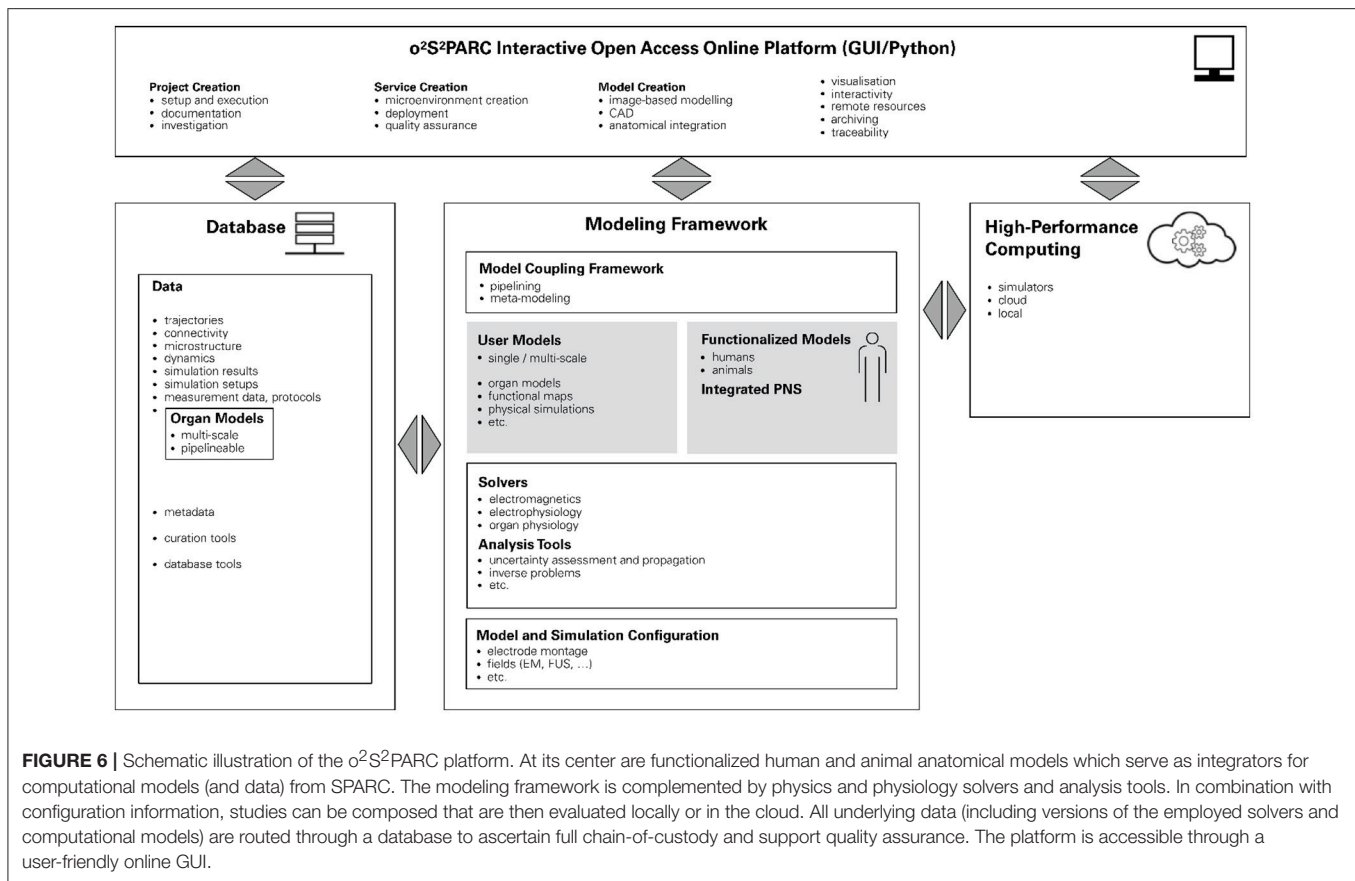 o²S²PARC Interactive Open Access Online Platform (GUI/Python)
Project Creation
• setup and execution
• documentation
• investigation
Service Creation
• microenvironment creation
• deployment
• quality assurance
Model Creation
• image-based modelling
• CAD
• anatomical integration
• visualisation
• interactivity
• remote resources
• archiving
• traceability
Database
Data
• trajectories
• connectivity
• microstructure
• dynamics
• simulation results
• simulation setups
• measurement data, protocols
•
Organ Models
• multi-scale
• pipelineable
• metadata
• curation tools
• database tools
Modeling Framework
Model Coupling Framework
• pipelining
• meta-modeling
User Models
• single / multi-scale
• organ models
• functional maps
• physical simulations
• etc.
Functionalized Models
• humans
• animals
Integrated PNS
Solvers
• electromagnetics
• electrophysiology
• organ physiology
Analysis Tools
• uncertainty assessment and propagation
• inverse problems
• etc.
Model and Simulation Configuration
• electrode montage
• fields (EM, FUS, ...)
• etc.
High-Performance
Computing
• simulators
• cloud
• local
FIGURE 6 | Schematic illustration of the o²S²PARC platform. At its center are functionalized human and animal anatomical models which serve as integrators for
computational models (and data) from SPARC. The modeling framework is complemented by physics and physiology solvers and analysis tools. In combination with
configuration information, studies can be composed that are then evaluated locally or in the cloud. All underlying data (including versions of the employed solvers and
computational models) are routed through a database to ascertain full chain-of-custody and support quality assurance. The platform is accessible through a
user-friendly online GUI.